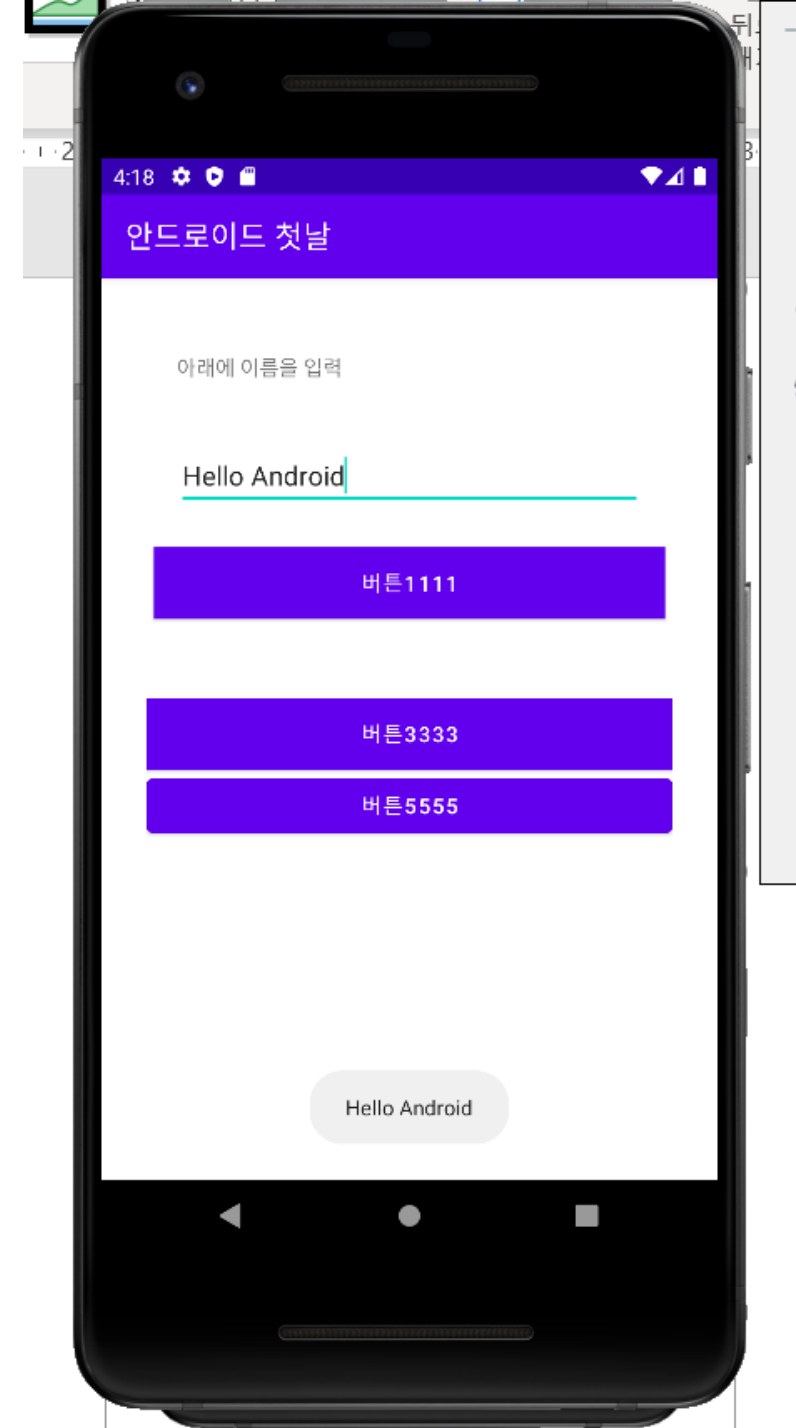 4:18
안드로이드 첫날
아래에 이름을 입력
Hello Android
버튼1111
버튼3333
버튼5555
Hello Android